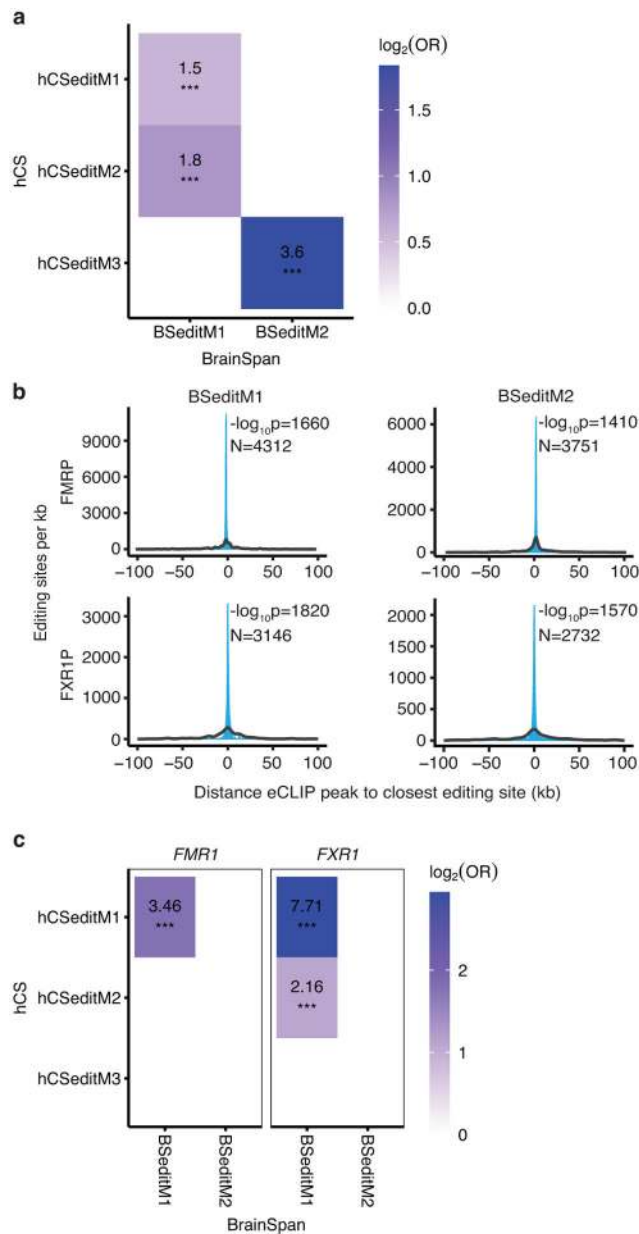 a
log₂(OR)
hCSeditM1
1.5
***
1.5
hCS
hCSeditM2
1.8
***
1.0
hCSeditM3
3.6
***
0.5
0.0
BSeditM1 BSeditM2
BrainSpan
b
BSeditM1 BSeditM2
Editing sites per kb
FMRP
9000
6000
3000
0
-log₁₀p=1660
N=4312
−100 −50 0 50 100
6000
4000
2000
0
-log₁₀p=1410
N=3751
−100 −50 0 50 100
FXR1P
3000
2000
1000
0
-log₁₀p=1820
N=3146
−100 −50 0 50 100
2000
1500
1000
500
0
-log₁₀p=1570
N=2732
−100 −50 0 50 100
Distance eCLIP peak to closest editing site (kb)
c
FMR1 FXR1
log₂(OR)
hCSeditM1
3.46
***
7.71
***
2
hCS
hCSeditM2
2.16
***
1
hCSeditM3
0
BSeditM1
BSeditM2
BSeditM1
BSeditM2
BrainSpan